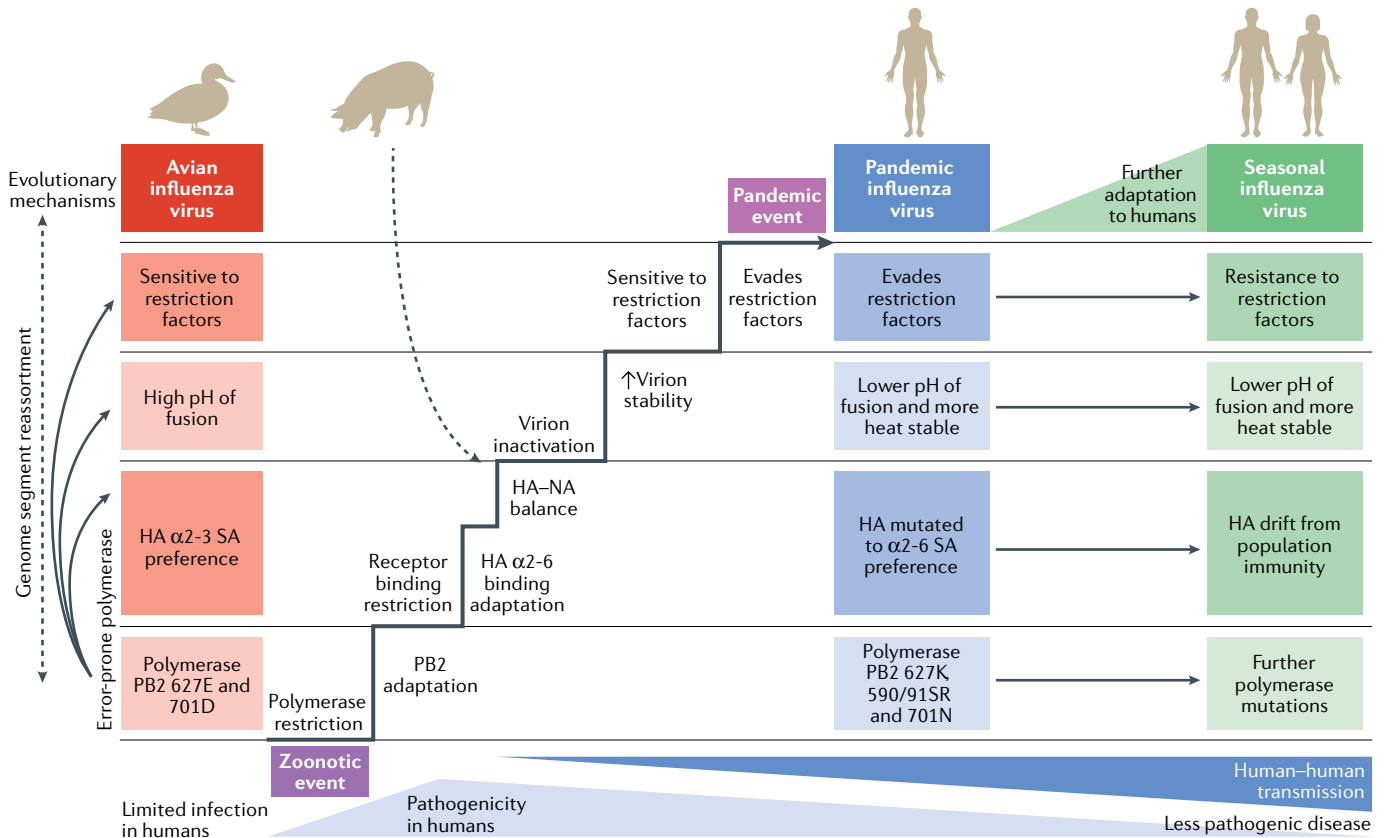 Evolutionary
mechanisms
Genome segment reassortment
Error-prone polymerase
Avian
influenza
virus
Sensitive to
restriction
factors
High pH of
fusion
HA α2-3 SA
preference
Polymerase
PB2 627E and
701D
Polymerase
restriction
Zoonotic
event
PB2
adaptation
Receptor
binding
restriction
HA α2-6
binding
adaptation
HA–NA
balance
Virion
inactivation
↑Virion
stability
Sensitive to
restriction
factors
Evades
restriction
factors
Pandemic
event
Pandemic
influenza
virus
Evades
restriction
factors
Lower pH of
fusion and more
heat stable
HA mutated
to α2-6 SA
preference
Polymerase
PB2 627K,
590/91SR
and 701N
Further
adaptation
to humans
Seasonal
influenza
virus
Resistance to
restriction
factors
Lower pH of
fusion and more
heat stable
HA drift from
population
immunity
Further
polymerase
mutations
Human–human
transmission
Limited infection
in humans
Pathogenicity
in humans
Less pathogenic disease